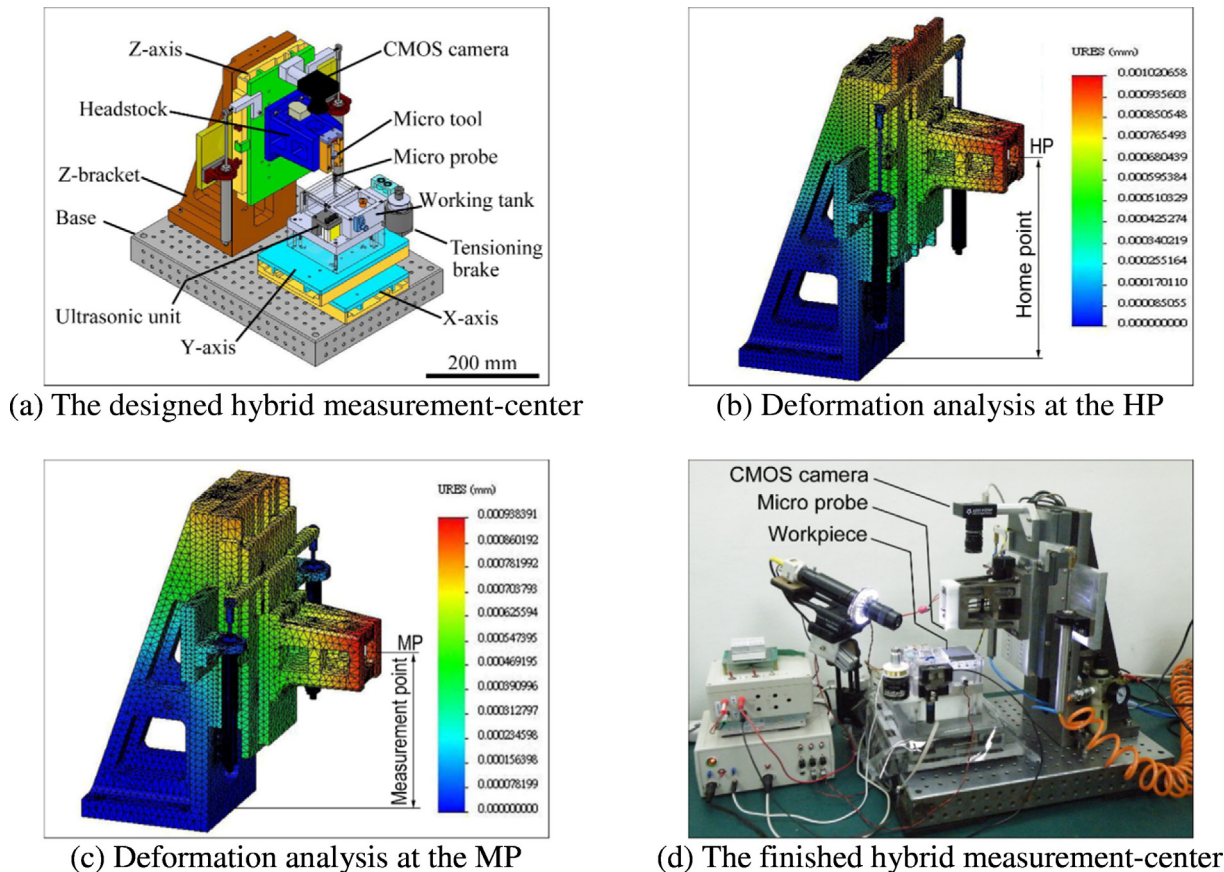 Z-axis
CMOS camera
Headstock
Micro tool
Micro probe
Z-bracket
Working tank
Base
Tensioning
brake
Ultrasonic unit
X-axis
Y-axis
200 mm
(a) The designed hybrid measurement-center
URES (mm)
0.001020658
0.000935603
0.000850548
0.000765493
0.000680439
0.000595384
0.000510329
0.000425274
0.000340219
0.000255164
0.000170110
0.000085055
0.000000000
HP
Home point
(b) Deformation analysis at the HP
URES (mm)
0.000938391
0.000860192
0.000781992
0.000703793
0.000625594
0.000547395
0.000469195
0.000390996
0.000312797
0.000234598
0.000156398
0.000078199
0.000000000
MP
Measurement point
(c) Deformation analysis at the MP
CMOS camera
Micro probe
Workpiece
(d) The finished hybrid measurement-center